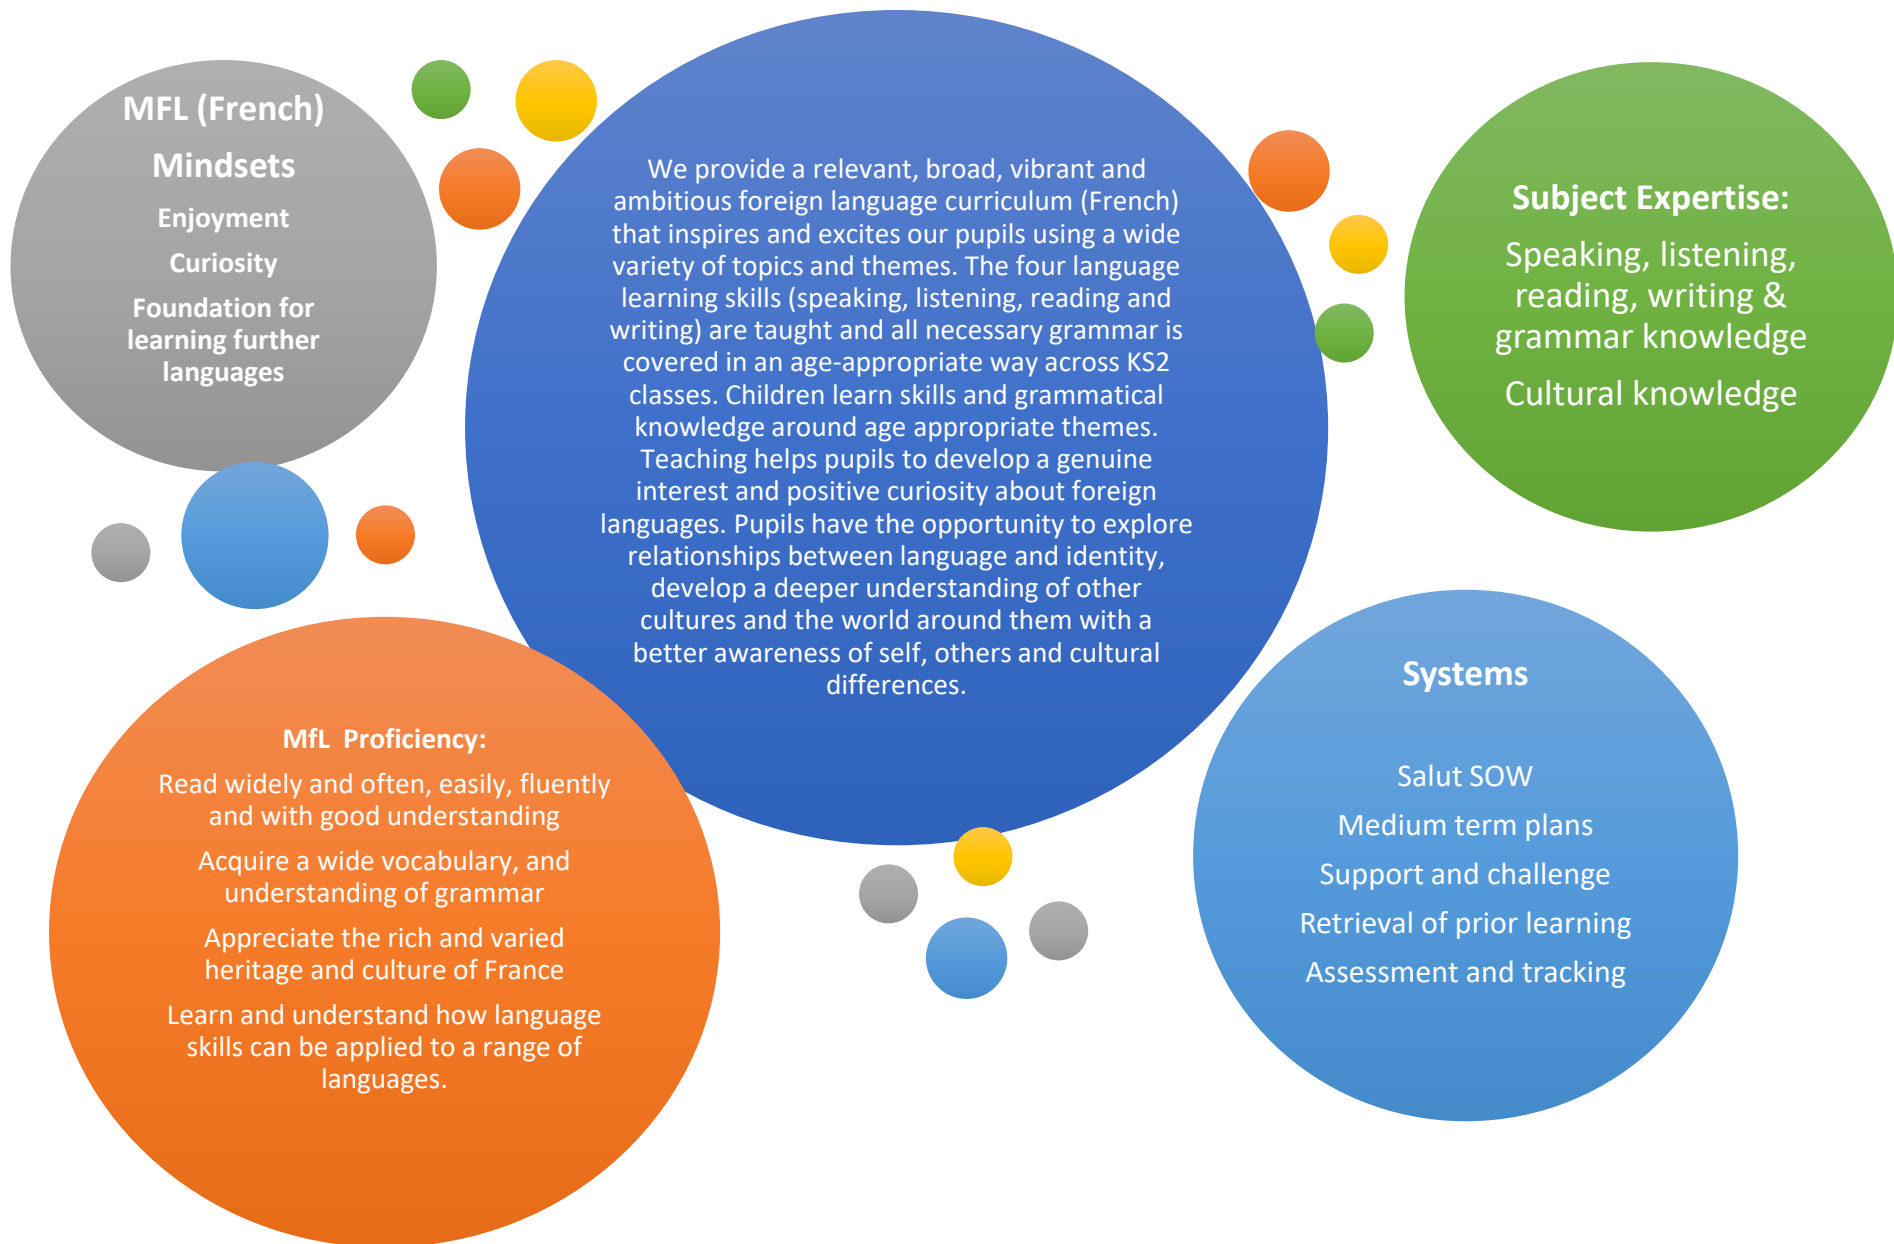 MFL (French)
Mindsets
Enjoyment
Curiosity
Foundation for
learning further
languages
We provide a relevant, broad, vibrant and
ambitious foreign language curriculum (French)
that inspires and excites our pupils using a wide
variety of topics and themes. The four language
learning skills (speaking, listening, reading and
writing) are taught and all necessary grammar is
covered in an age-appropriate way across KS2
classes. Children learn skills and grammatical
knowledge around age appropriate themes.
Teaching helps pupils to develop a genuine
interest and positive curiosity about foreign
languages. Pupils have the opportunity to explore
relationships between language and identity,
develop a deeper understanding of other
cultures and the world around them with a
better awareness of self, others and cultural
differences.
Subject Expertise:
Speaking, listening,
reading, writing &
grammar knowledge
Cultural knowledge
MfL  Proficiency:
Read widely and often, easily, fluently
and with good understanding
Acquire a wide vocabulary, and
understanding of grammar
Appreciate the rich and varied
heritage and culture of France
Learn and understand how language
skills can be applied to a range of
languages.
Systems
Salut SOW
Medium term plans
Support and challenge
Retrieval of prior learning
Assessment and tracking